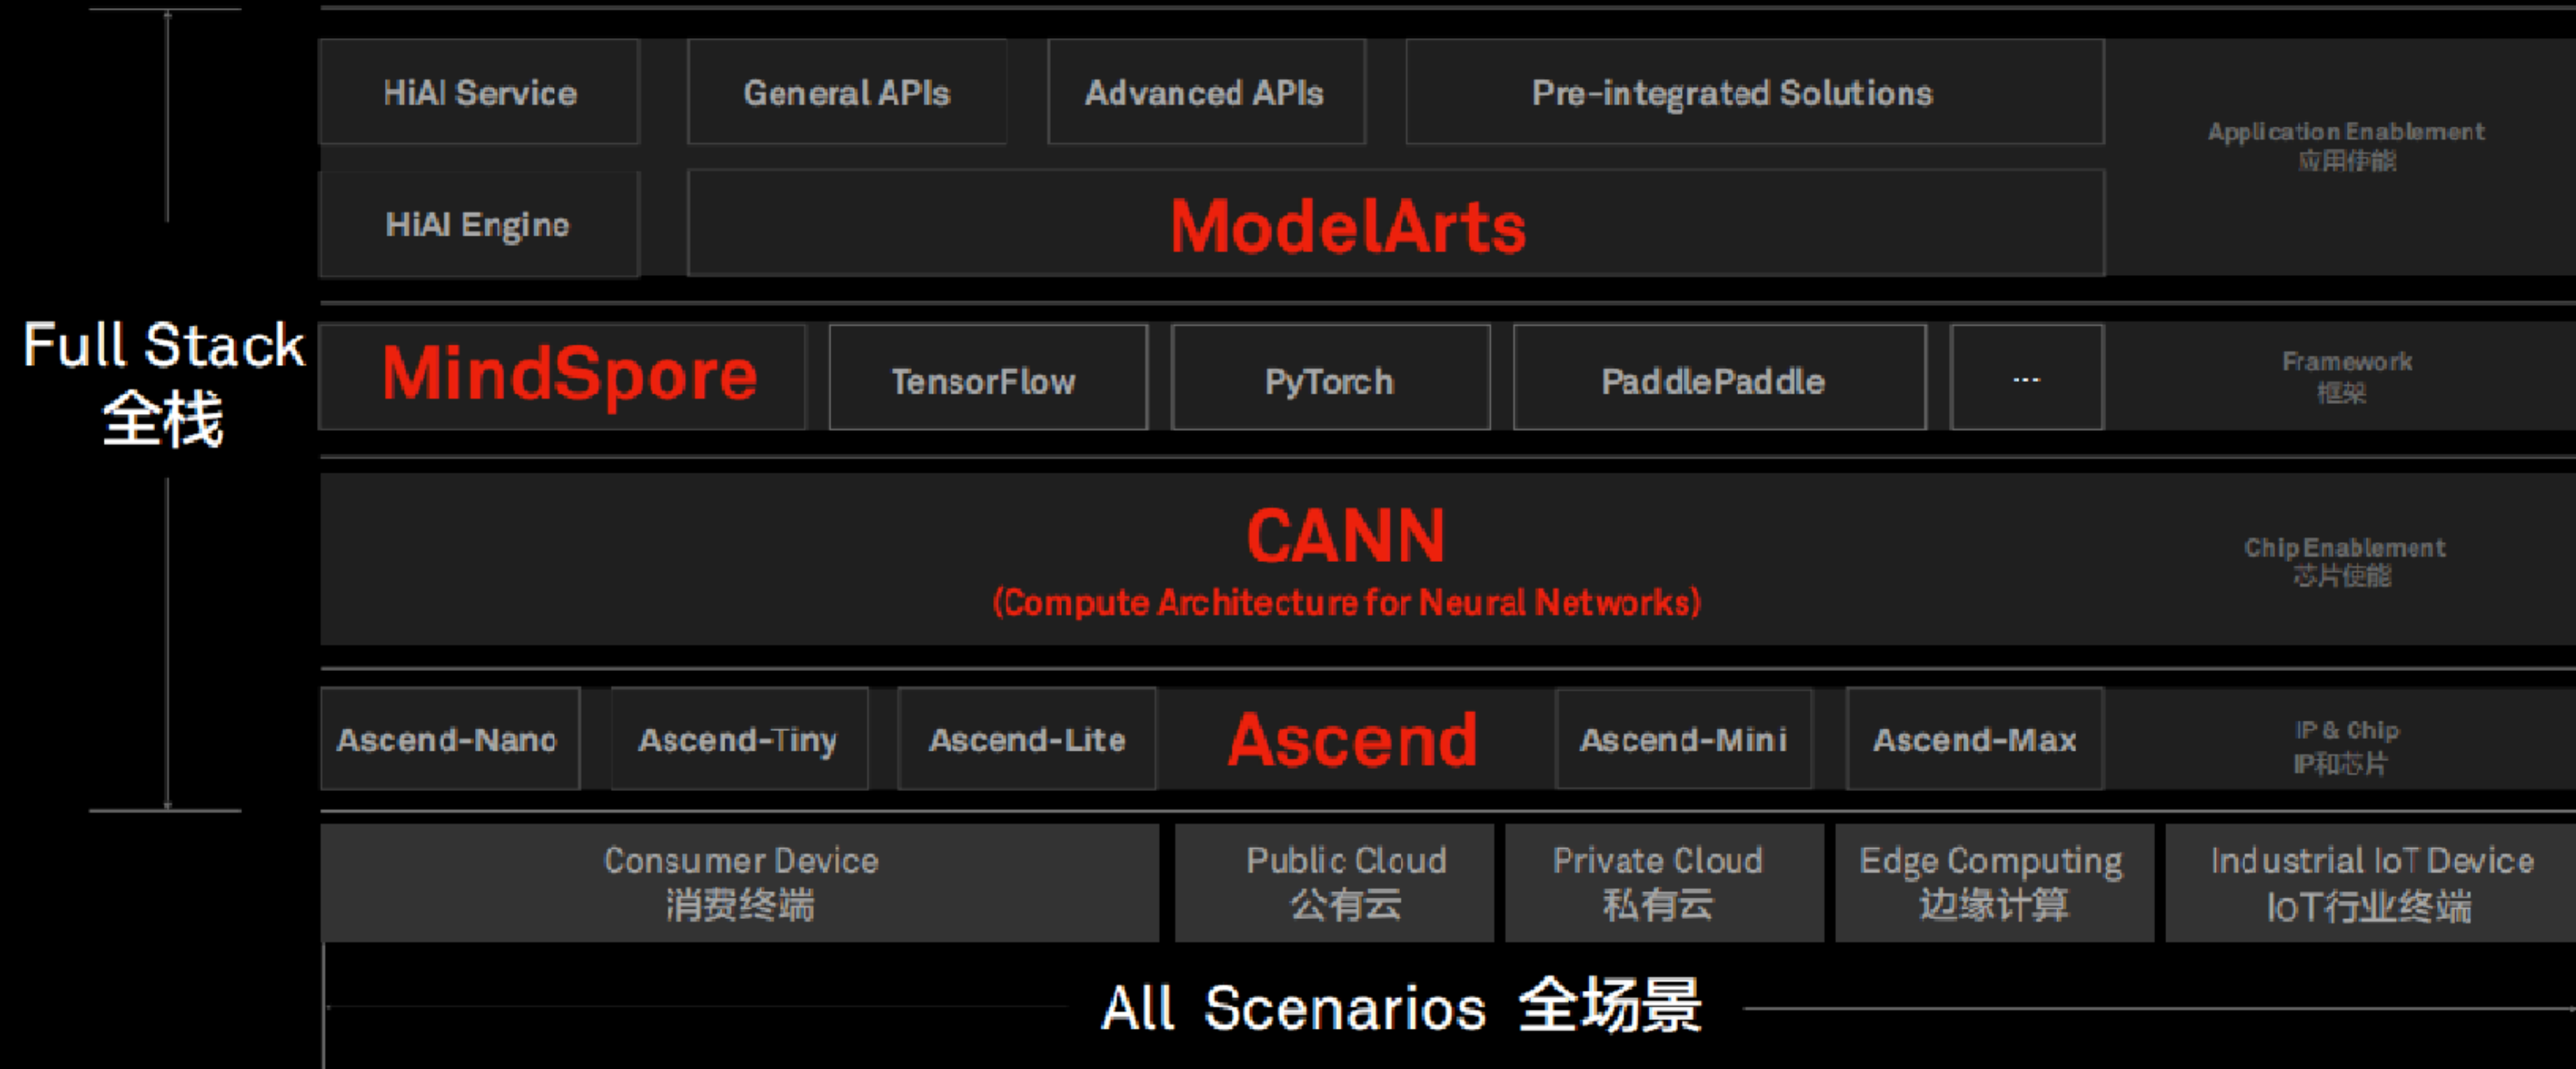 HiAI Service
General APIs
Advanced APIs
Pre-integrated Solutions
Application Enablement
应用使能
HiAI Engine
ModelArts
Full Stack
全栈
MindSpore
TensorFlow
PyTorch
PaddlePaddle
...
Framework
框架
CANN
(Compute Architecture for Neural Networks)
Chip Enablement
芯片使能
Ascend-Nano
Ascend-Tiny
Ascend-Lite
Ascend
Ascend-Mini
Ascend-Max
IP & Chip
IP和芯片
Consumer Device
消费终端
Public Cloud
公有云
Private Cloud
私有云
Edge Computing
边缘计算
Industrial IoT Device
IoT行业终端
All Scenarios 全场景